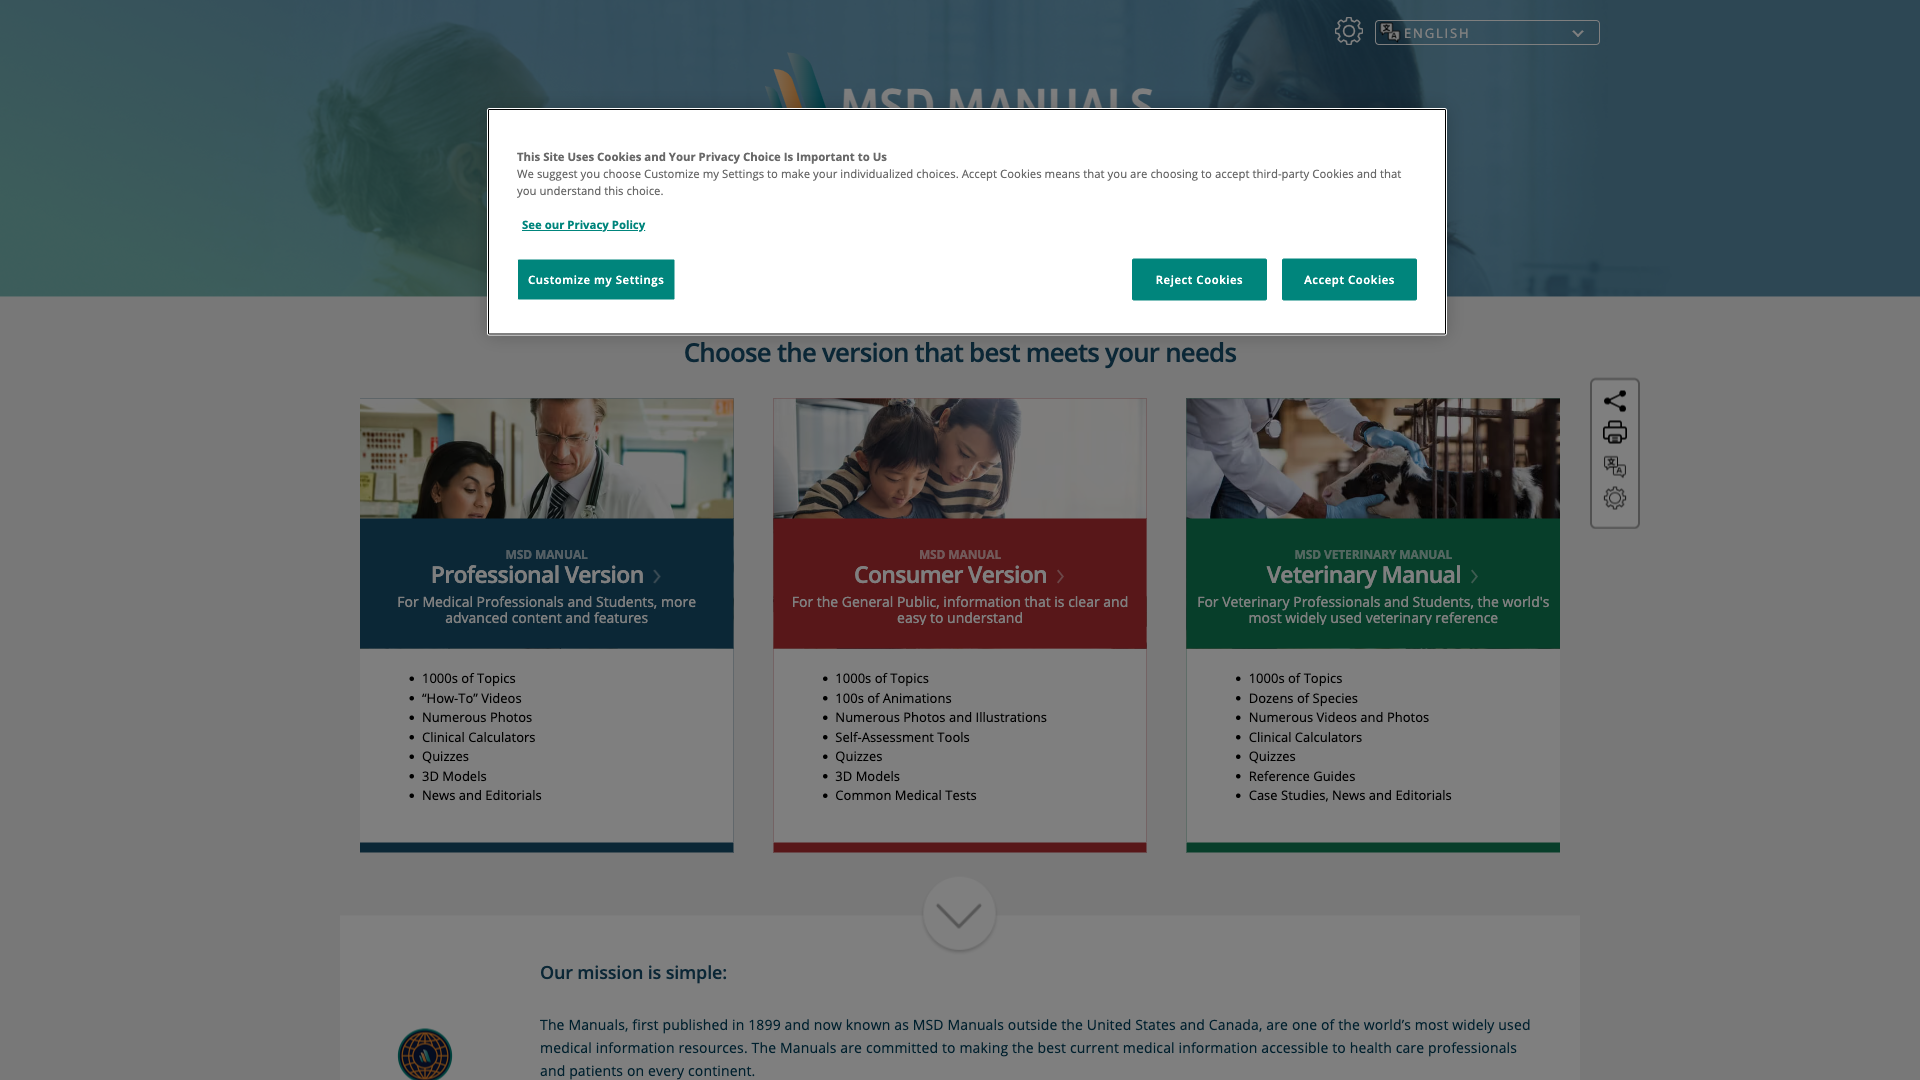 ENGLISH
MSD MANUALS
This Site Uses Cookies and Your Privacy Choice Is Important to Us
We suggest you choose Customize my Settings to make your individualized choices. Accept Cookies means that you are choosing to accept third-party Cookies and that
you understand this choice.
See our Privacy Policy
Customize my Settings
Reject Cookies
Accept Cookies
Choose the version that best meets your needs
MSD MANUAL
Professional Version
For Medical Professionals and Students, more
advanced content and features
• 1000s of Topics
• “How-To” Videos
• Numerous Photos
• Clinical Calculators
• Quizzes
• 3D Models
• News and Editorials
MSD MANUAL
Consumer Version
For the General Public, information that is clear and
easy to understand
• 1000s of Topics
• 100s of Animations
• Numerous Photos and Illustrations
• Self-Assessment Tools
• Quizzes
• 3D Models
• Common Medical Tests
MSD VETERINARY MANUAL
Veterinary Manual
For Veterinary Professionals and Students, the world's
most widely used veterinary reference
• 1000s of Topics
• Dozens of Species
• Numerous Videos and Photos
• Clinical Calculators
• Quizzes
• Reference Guides
• Case Studies, News and Editorials
Our mission is simple:
The Manuals, first published in 1899 and now known as MSD Manuals outside the United States and Canada, are one of the world’s most widely used
medical information resources. The Manuals are committed to making the best current medical information accessible to health care professionals
and patients on every continent.